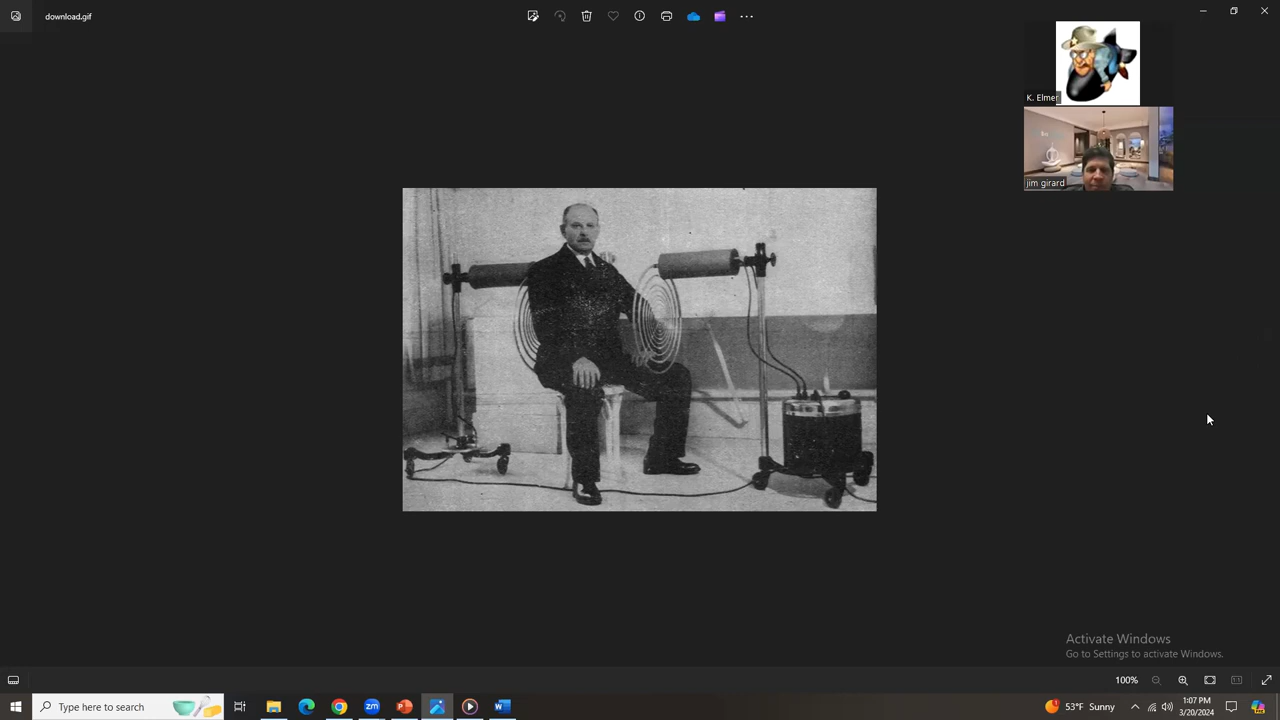 download.gif
K. Elmer
jim girard
Activate Windows
Go to Settings to activate Windows.
100%
Type here to search
53°F Sunny
1:07 PM
3/20/2024